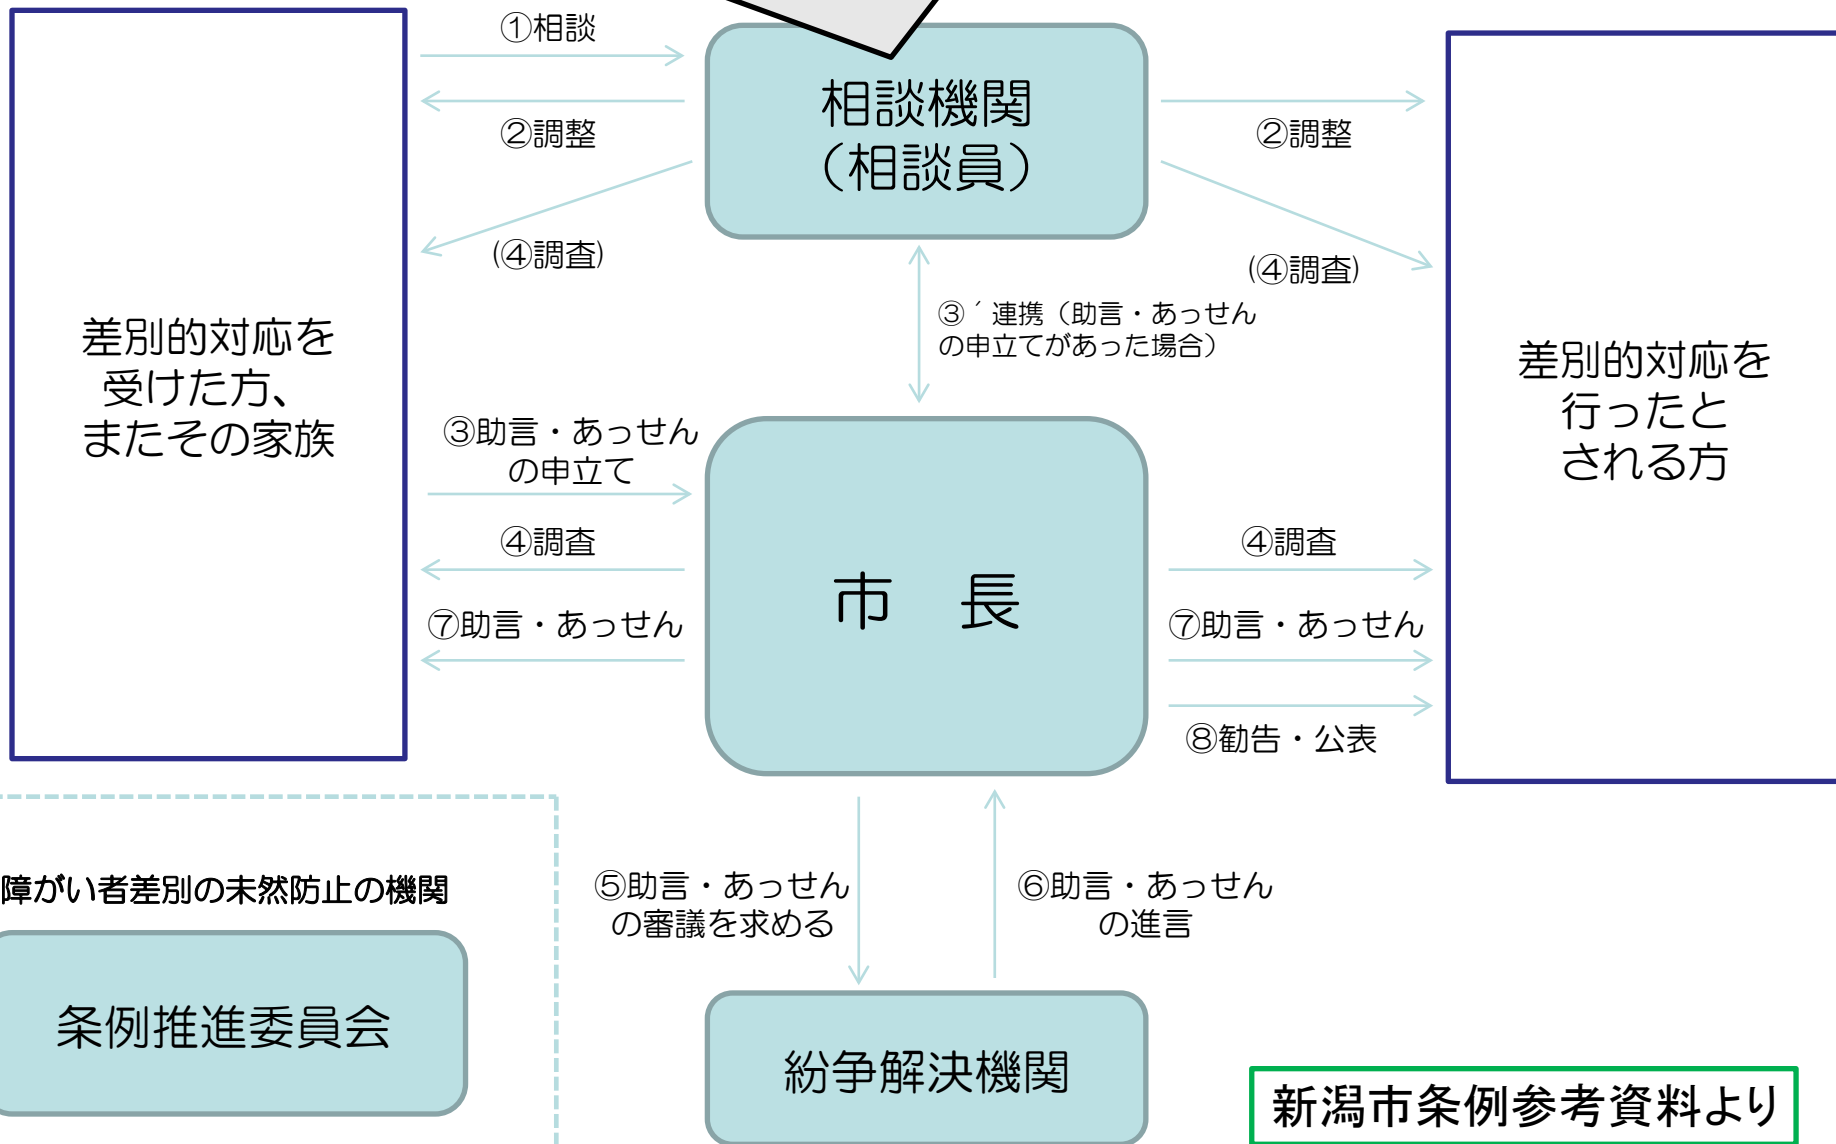 ①相談
②調整
(④調査)
相談機関
（相談員）
②調整
(④調査)
③´連携（助言・あっせん
の申立てがあった場合）
差別的対応を
受けた方、
またその家族
差別的対応を
行ったと
される方
③助言・あっせん
の申立て
④調査
⑦助言・あっせん
市　長
④調査
⑦助言・あっせん
⑧勧告・公表
障がい者差別の未然防止の機関
条例推進委員会
⑤助言・あっせん
の審議を求める
⑥助言・あっせん
の進言
紛争解決機関
新潟市条例参考資料より